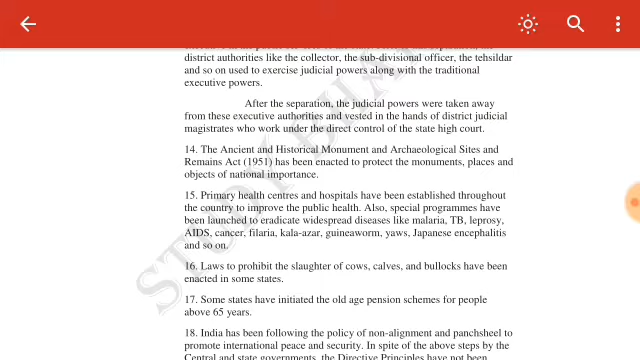 district authorities like the collector, the sub-divisional officer, the tehsildar
and so on used to exercise judicial powers along with the traditional
executive powers.
After the separation, the judicial powers were taken away
from these executive authorities and vested in the hands of district judicial
magistrates who work under the direct control of the state high court.
14. The Ancient and Historical Monument and Archaeological Sites and
Remains Act (1951) has been enacted to protect the monuments, places and
objects of national importance.
15. Primary health centres and hospitals have been established throughout
the country to improve the public health. Also, special programmes have
been launched to eradicate widespread diseases like malaria, TB, leprosy,
AIDS, cancer, filaria, kala-azar, guineaworm, yaws, Japanese encephalitis
and so on.
16. Laws to prohibit the slaughter of cows, calves, and bullocks have been
enacted in some states.
17. Some states have initiated the old age pension schemes for people
above 65 years.
18. India has been following the policy of non-alignment and panchsheel to
promote international peace and security. In spite of the above steps by the
Central and state governments, the Directive Principles have not been